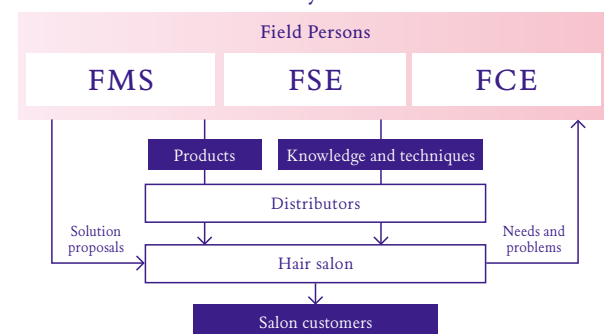 Field Persons
FMS
FSE
FCE
Products
Knowledge and techniques
Distributors
Solution
proposals
Needs and
problems
Hair salon
Salon customers